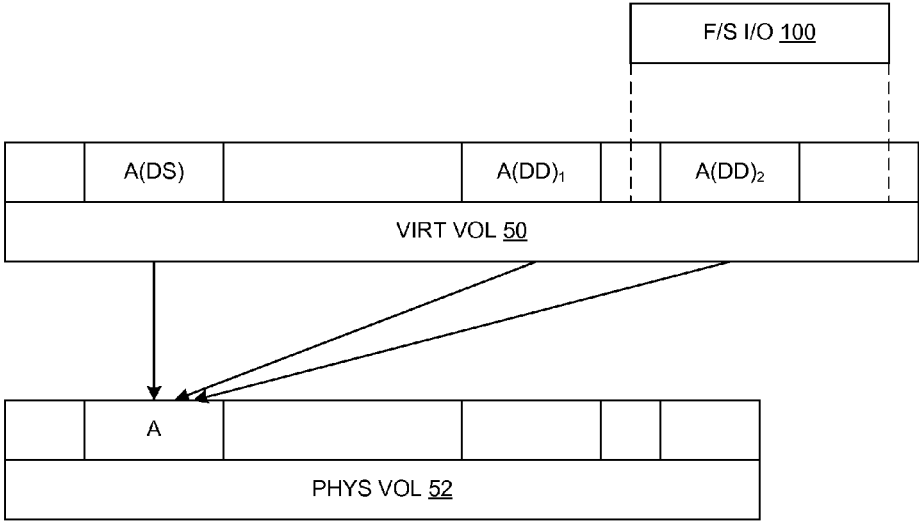 F/S I/O 100
A(DS) A(DD)₁ A(DD)₂
VIRT VOL 50
A
PHYS VOL 52